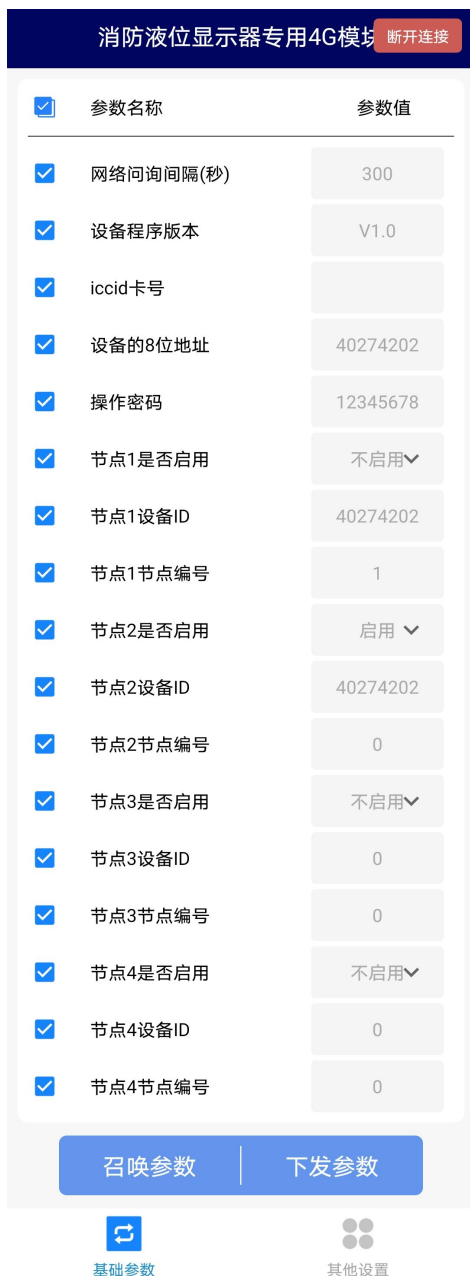 消防液位显示器专用4G模块 断开连接
参数名称 参数值
网络问询间隔(秒) 300
设备程序版本 V1.0
iccid卡号
设备的8位地址 40274202
操作密码 12345678
节点1是否启用 不启用
节点1设备ID 40274202
节点1节点编号 1
节点2是否启用 启用
节点2设备ID 40274202
节点2节点编号 0
节点3是否启用 不启用
节点3设备ID 0
节点3节点编号 0
节点4是否启用 不启用
节点4设备ID 0
节点4节点编号 0
召唤参数 下发参数
基础参数 其他设置